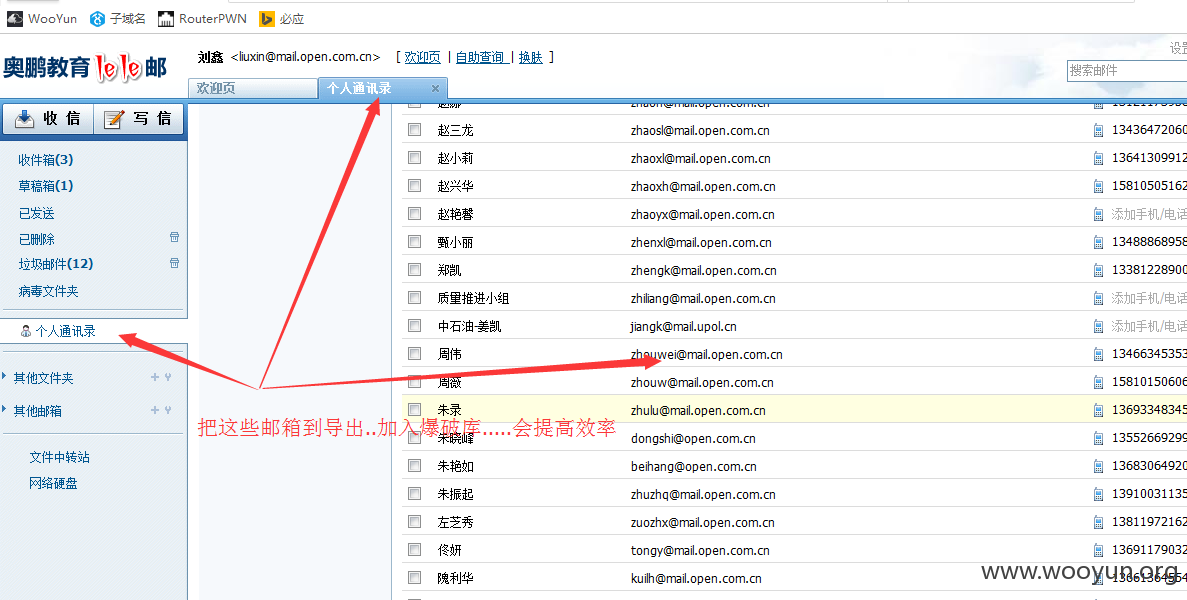 WooYun 子域名 RouterPWN 必应
奥鹏教育lele邮
刘鑫 <liuxin@mail.open.com.cn> [ 欢迎页 | 自助查询 | 换肤 ]
搜索邮件
欢迎页 个人通讯录 ×
收 信 写 信
收件箱(3)
草稿箱(1)
已发送
已删除
垃圾邮件(12)
病毒文件夹
个人通讯录
其他文件夹
其他邮箱
文件中转站
网络硬盘
赵三龙 zhaosl@mail.open.com.cn 13436472060
赵小莉 zhaoxl@mail.open.com.cn 13641309912
赵兴华 zhaoxh@mail.open.com.cn 15810505162
赵艳馨 zhaoyx@mail.open.com.cn 添加手机/电话
甄小丽 zhenxl@mail.open.com.cn 13488868958
郑凯 zhengk@mail.open.com.cn 13381228900
质量推进小组 zhiliang@mail.open.com.cn 添加手机/电话
中石油-姜凯 jiangk@mail.upol.cn 添加手机/电话
周伟 zhouwei@mail.open.com.cn 13466345353
周薇 zhouw@mail.open.com.cn 15810150606
朱录 zhulu@mail.open.com.cn 13693348345
把这些邮箱到导出..加入爆破库.....会提高效率
朱晓峰 dongshi@open.com.cn 13552669299
朱艳如 beihang@open.com.cn 13683064920
朱振起 zhuzhq@mail.open.com.cn 13910031135
左芝秀 zuozhx@mail.open.com.cn 13811972162
佟妍 tongy@mail.open.com.cn 13691179032
隗利华 kuilh@mail.open.com.cn
www.wooyun.org